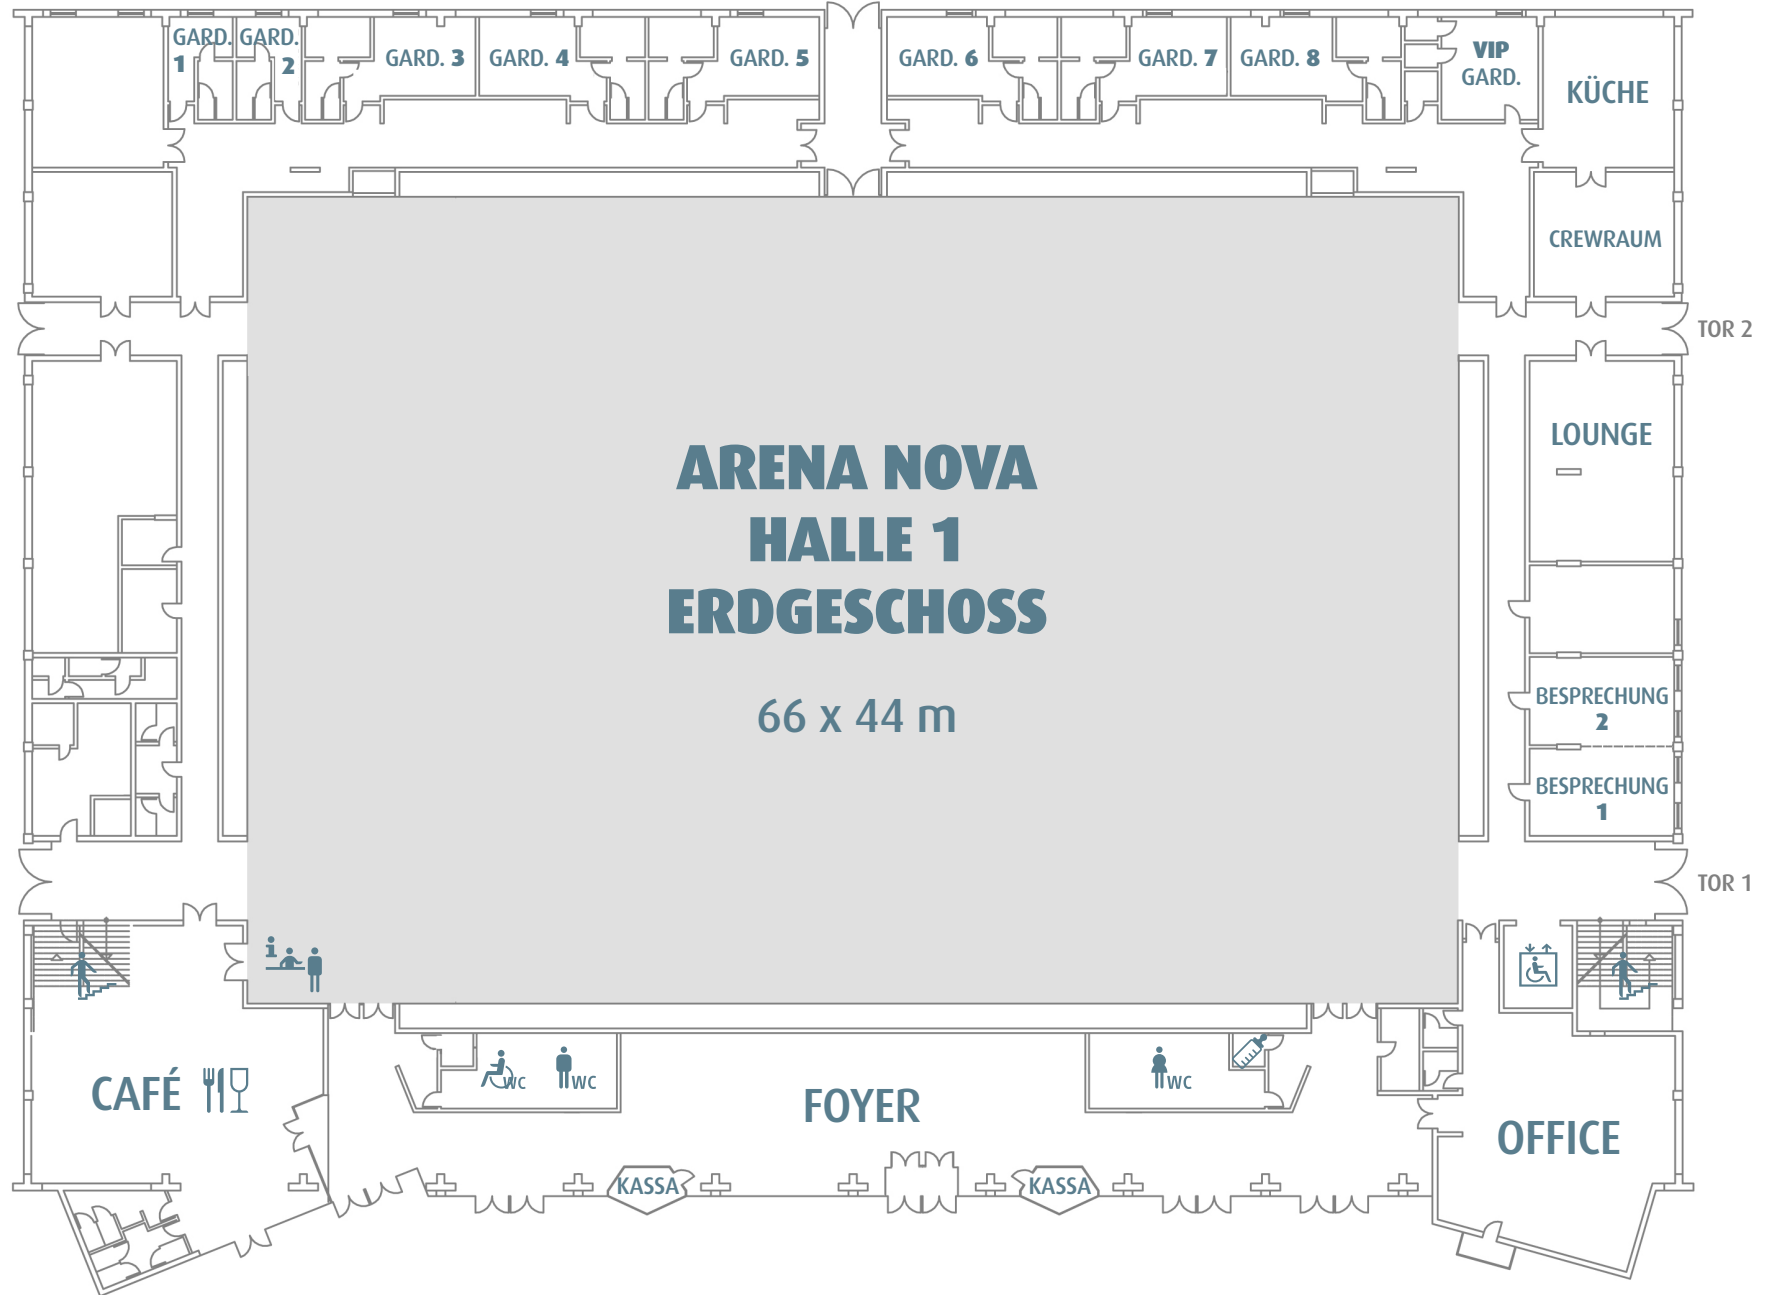 GARD.
1
GARD.
2
GARD. 3
GARD. 4
GARD. 5
GARD. 6
GARD. 7
GARD. 8
VIP
GARD.
KÜCHE
CREWRAUM
TOR 2
LOUNGE
ARENA NOVA
HALLE 1
ERDGESCHOSS
66 x 44 m
BESPRECHUNG
2
BESPRECHUNG
1
TOR 1
i
CAFÉ
WC
WC
WC
FOYER
OFFICE
KASSA
KASSA